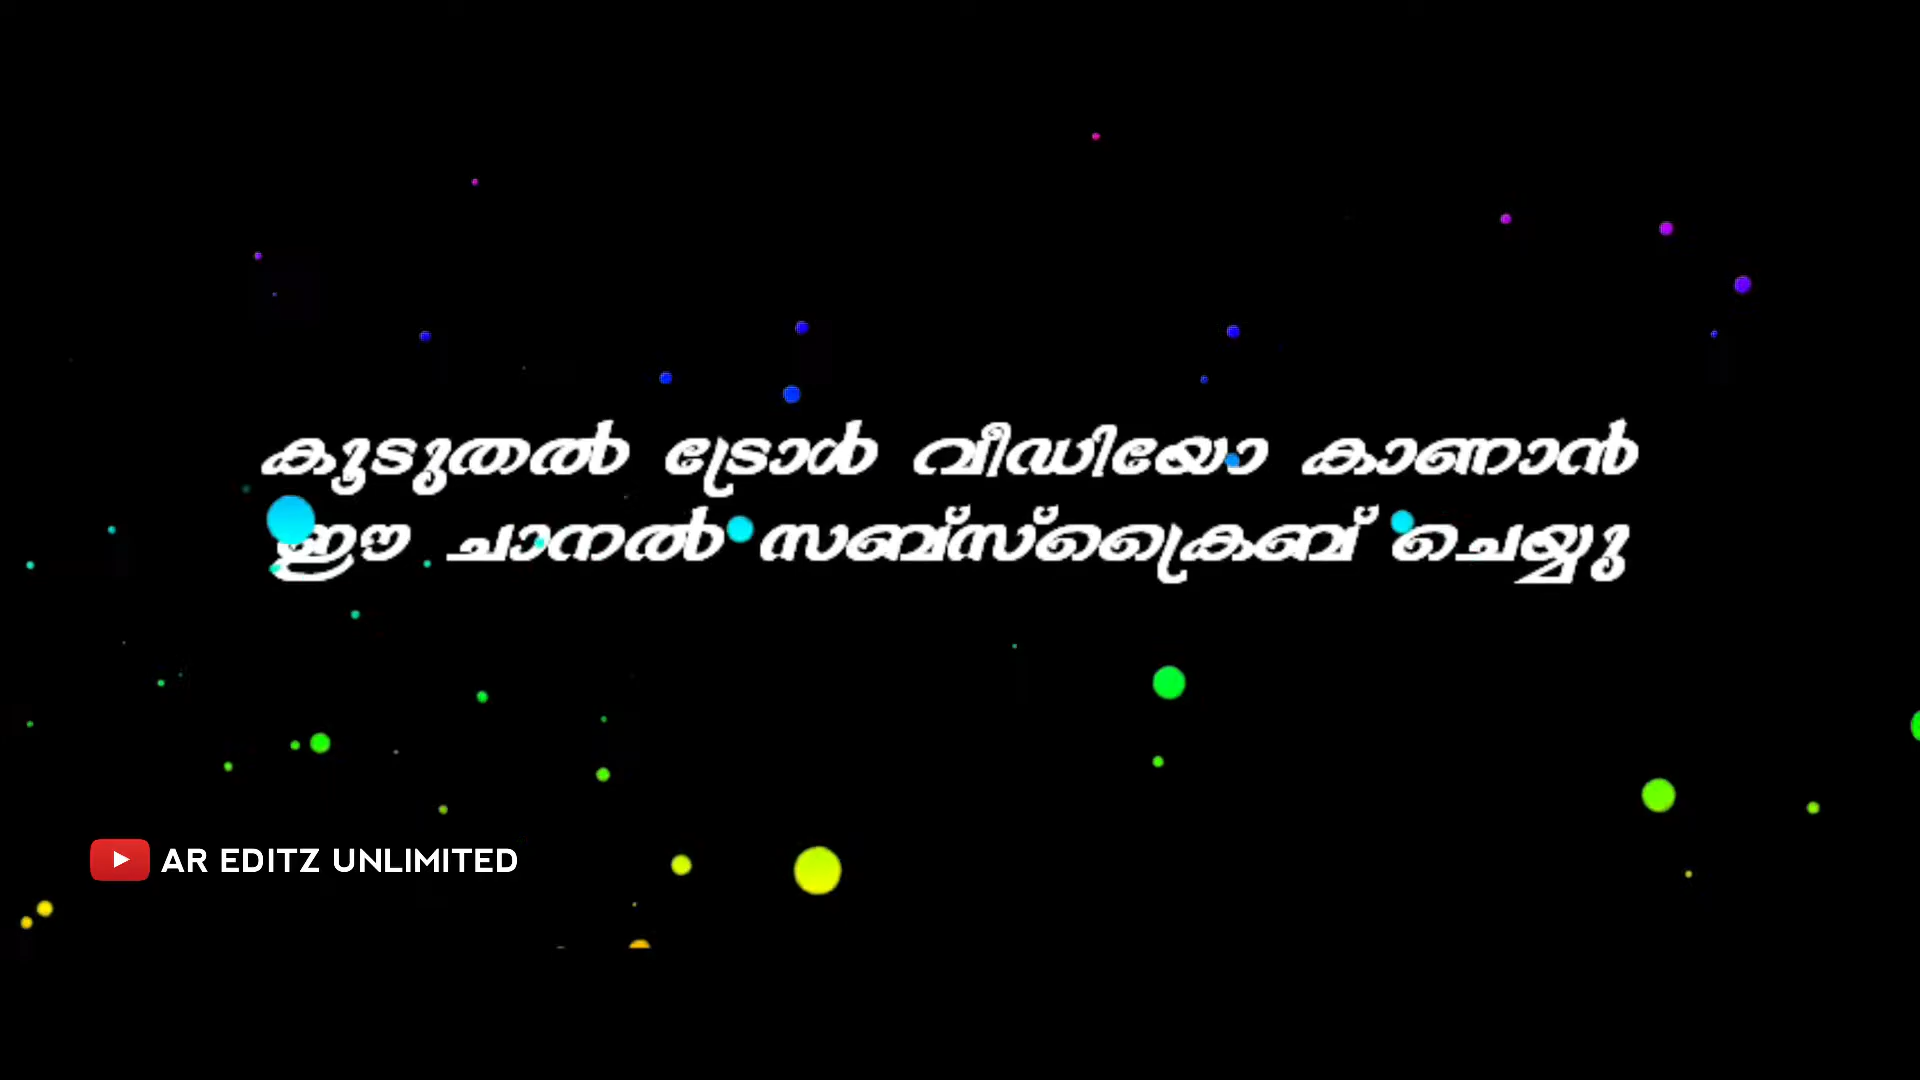 കൂടുതൽ ട്രോൾ വീഡിയോ കാണാൻ
ഈ ചാനൽ സബ്സ്ക്രൈബ് ചെയ്യു
AR EDITZ UNLIMITED